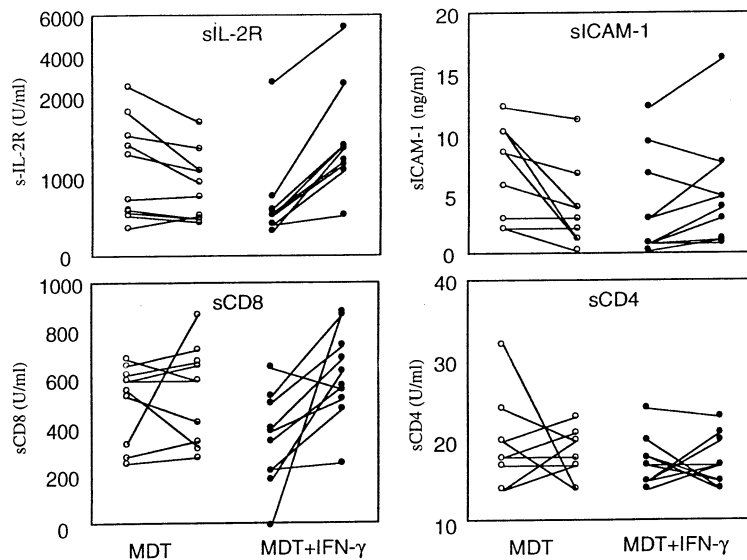 6000
4000
2000
1000
0
s-IL-2R (U/ml)
sIL-2R
20
15
10
5
0
sICAM-1 (ng/ml)
sICAM-1
1000
800
600
400
200
0
sCD8 (U/ml)
sCD8
MDT
MDT+IFN-γ
40
30
20
10
sCD4 (U/ml)
sCD4
MDT
MDT+IFN-γ